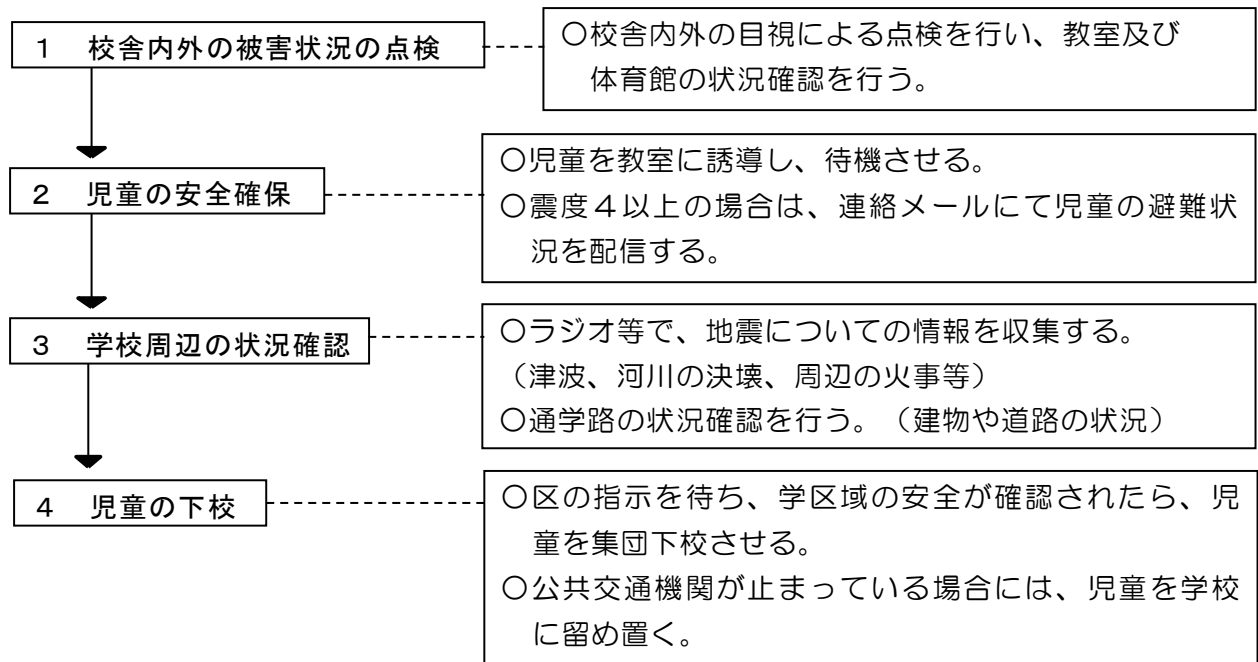 １　校舎内外の被害状況の点検
〇校舎内外の目視による点検を行い、教室及び
体育館の状況確認を行う。
２　児童の安全確保
〇児童を教室に誘導し、待機させる。
〇震度４以上の場合は、連絡メールにて児童の避難状
況を配信する。
３　学校周辺の状況確認
〇ラジオ等で、地震についての情報を収集する。
（津波、河川の決壊、周辺の火事等）
〇通学路の状況確認を行う。（建物や道路の状況）
４　児童の下校
〇区の指示を待ち、学区域の安全が確認されたら、児
童を集団下校させる。
〇公共交通機関が止まっている場合には、児童を学校
に留め置く。